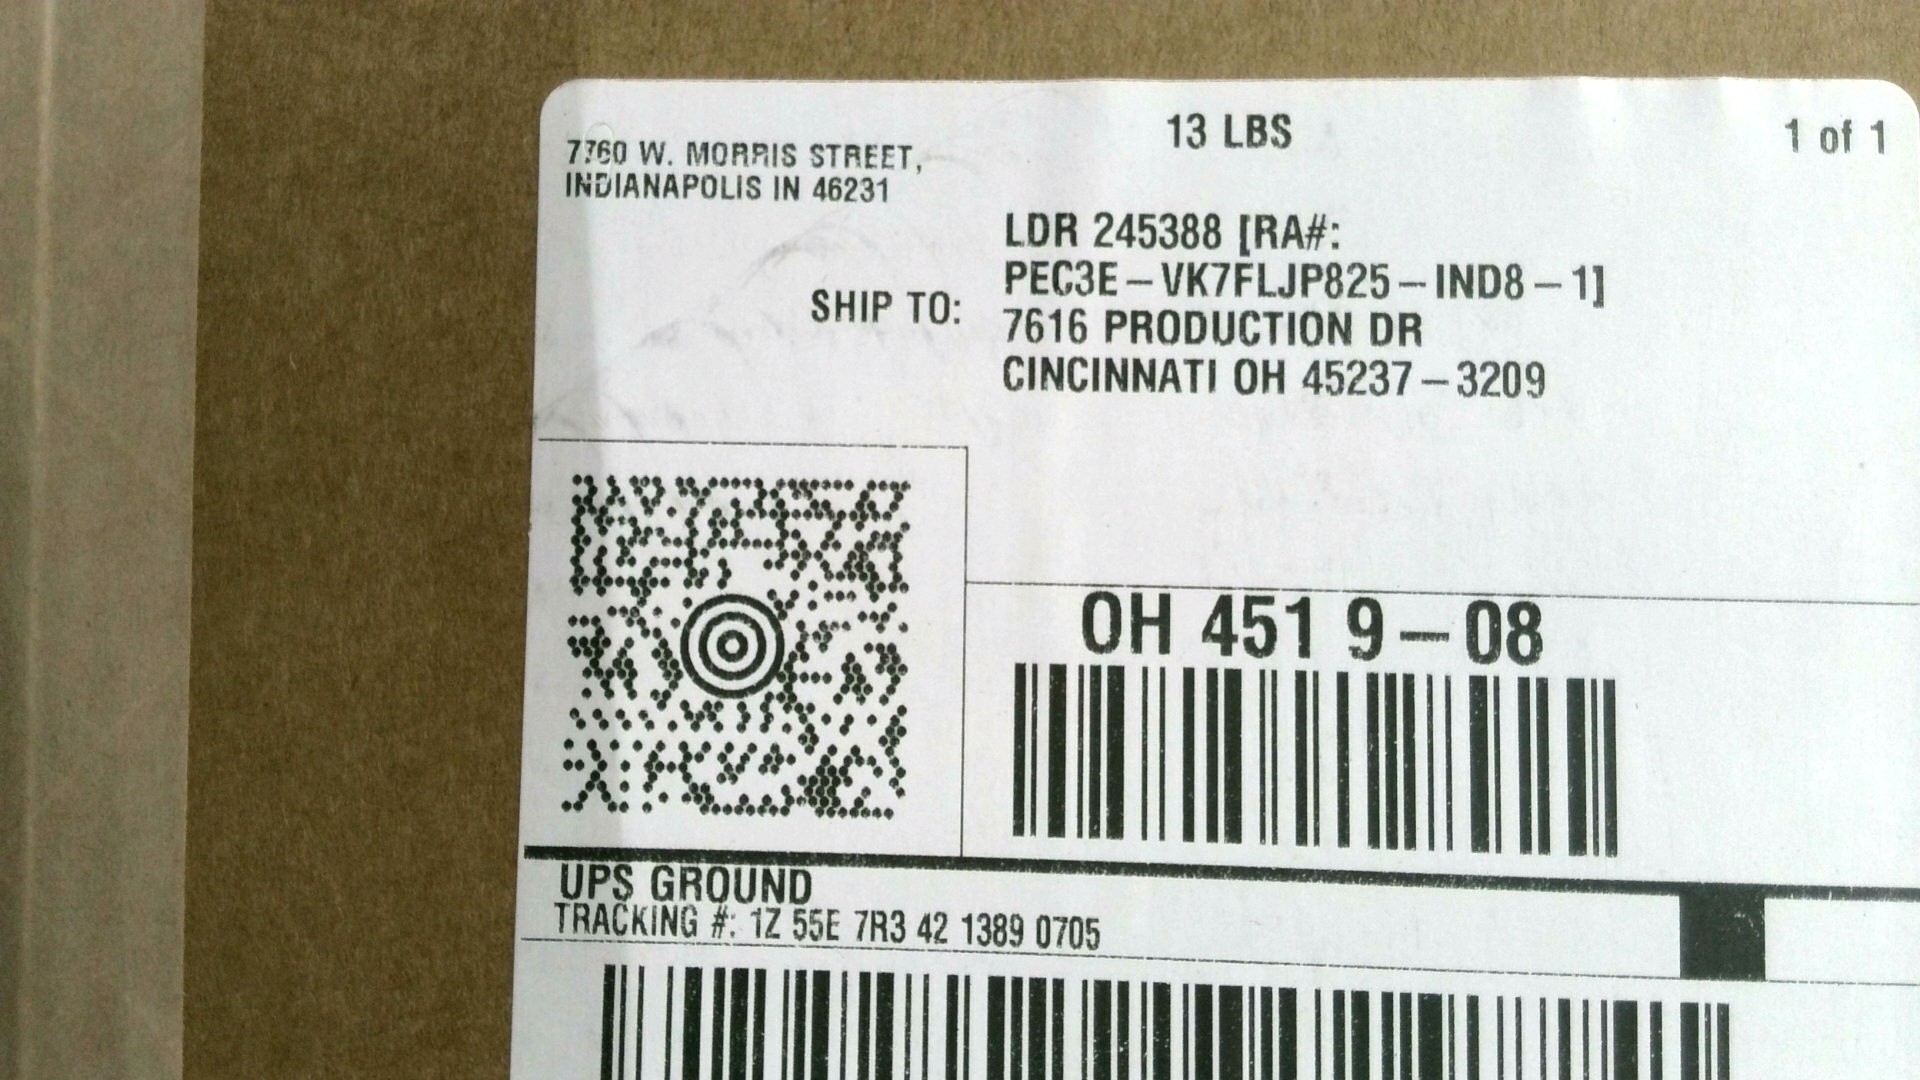 13 LBS
1 of 1
7760 W. MORRIS STREET,
INDIANAPOLIS IN 46231
SHIP TO:
LDR 245388 [RA#:
PEC3E-VK7FLJP825-IND8-1]
7616 PRODUCTION DR
CINCINNATI OH 45237-3209
OH 451 9-08
UPS GROUND
TRACKING #: 1Z 55E 7R3 42 1389 0705